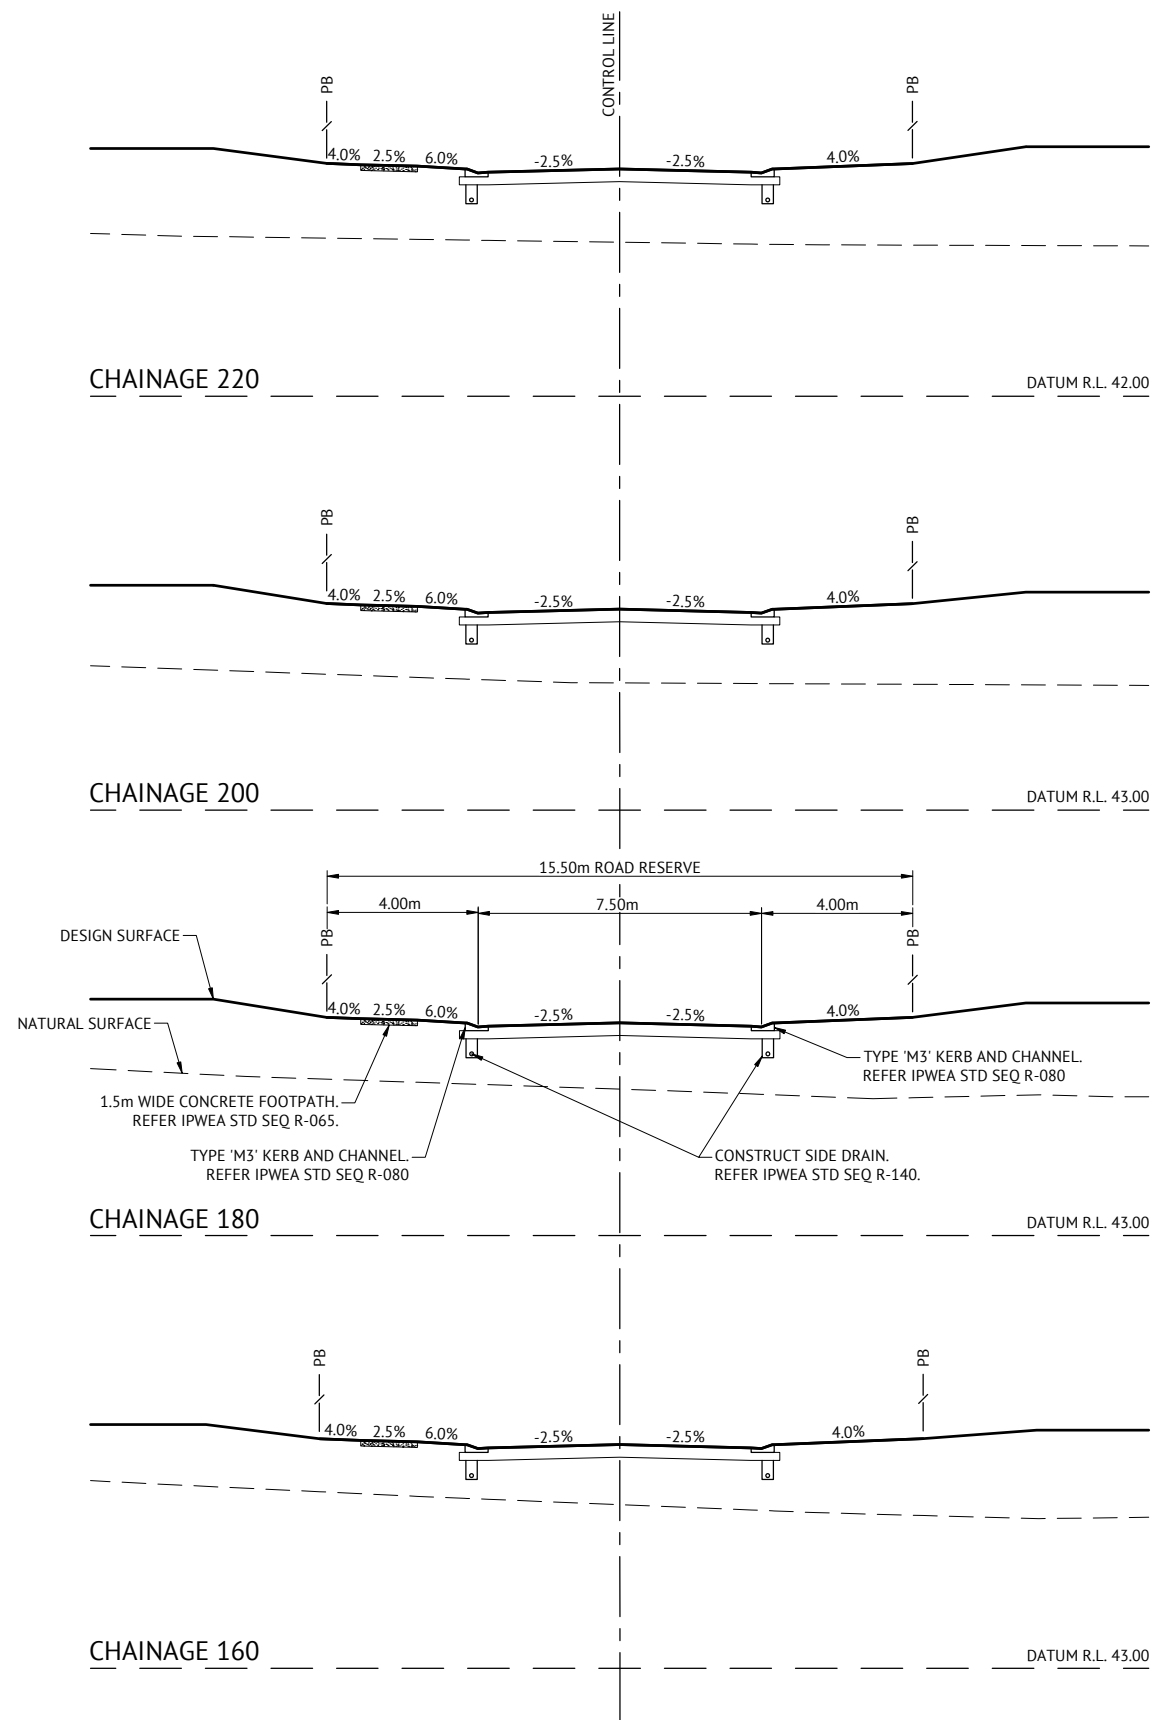 CONTROL LINE
PB
PB
4.0% 2.5% 6.0% -2.5% -2.5% 4.0%
CHAINAGE 220
DATUM R.L. 42.00
PB
PB
4.0% 2.5% 6.0% -2.5% -2.5% 4.0%
CHAINAGE 200
DATUM R.L. 43.00
15.50m ROAD RESERVE
4.00m 7.50m 4.00m
DESIGN SURFACE
PB
PB
4.0% 2.5% 6.0% -2.5% -2.5% 4.0%
NATURAL SURFACE
TYPE 'M3' KERB AND CHANNEL.
REFER IPWEA STD SEQ R-080
1.5m WIDE CONCRETE FOOTPATH.
REFER IPWEA STD SEQ R-065.
TYPE 'M3' KERB AND CHANNEL.
REFER IPWEA STD SEQ R-080
CONSTRUCT SIDE DRAIN.
REFER IPWEA STD SEQ R-140.
CHAINAGE 180
DATUM R.L. 43.00
PB
PB
4.0% 2.5% 6.0% -2.5% -2.5% 4.0%
CHAINAGE 160
DATUM R.L. 43.00